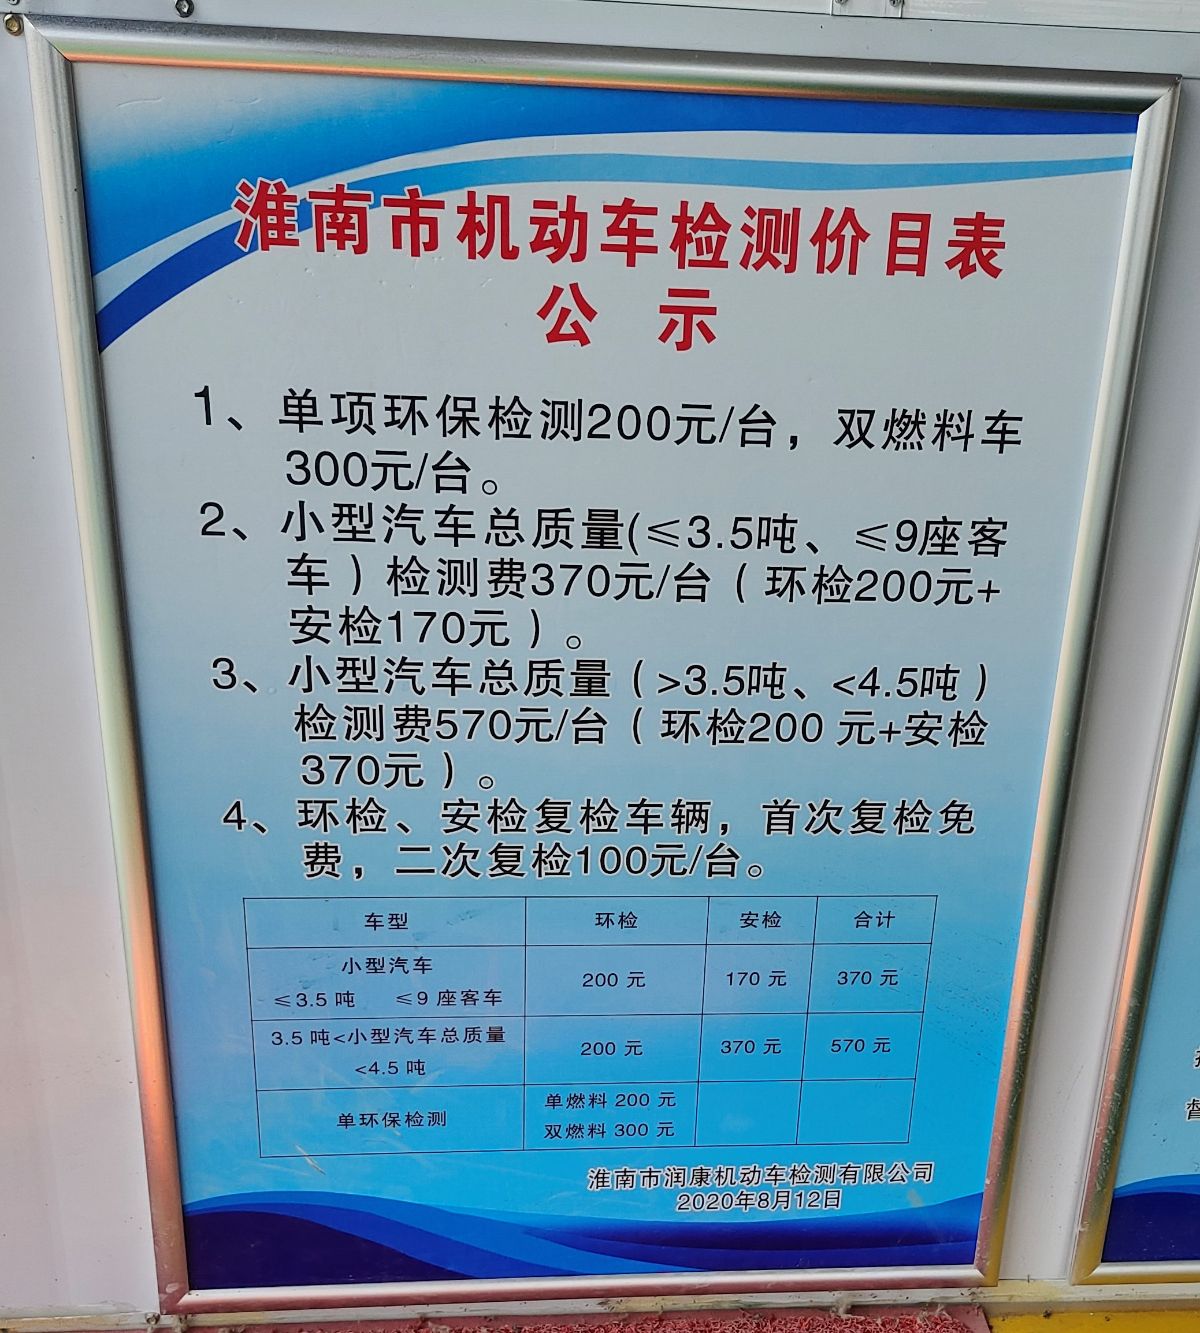 淮南市机动车检测价目表
公示
1、单项环保检测200元/台，双燃料车
300元/台。
2、小型汽车总质量(≤3.5吨、≤9座客
车）检测费370元/台（环检200元+
安检170元）。
3、小型汽车总质量（>3.5吨、<4.5吨）
检测费570元/台（环检200 元+安检
370元）。
4、环检、安检复检车辆，首次复检免
费，二次复检100元/台。
车型 环检 安检 合计
小型汽车
≤3.5 吨 ≤9 座客车 200 元 170 元 370 元
3.5 吨<小型汽车总质量
<4.5 吨 200 元 370 元 570 元
单环保检测 单燃料 200 元
双燃料 300 元
淮南市润康机动车检测有限公司
2020年8月12日
督